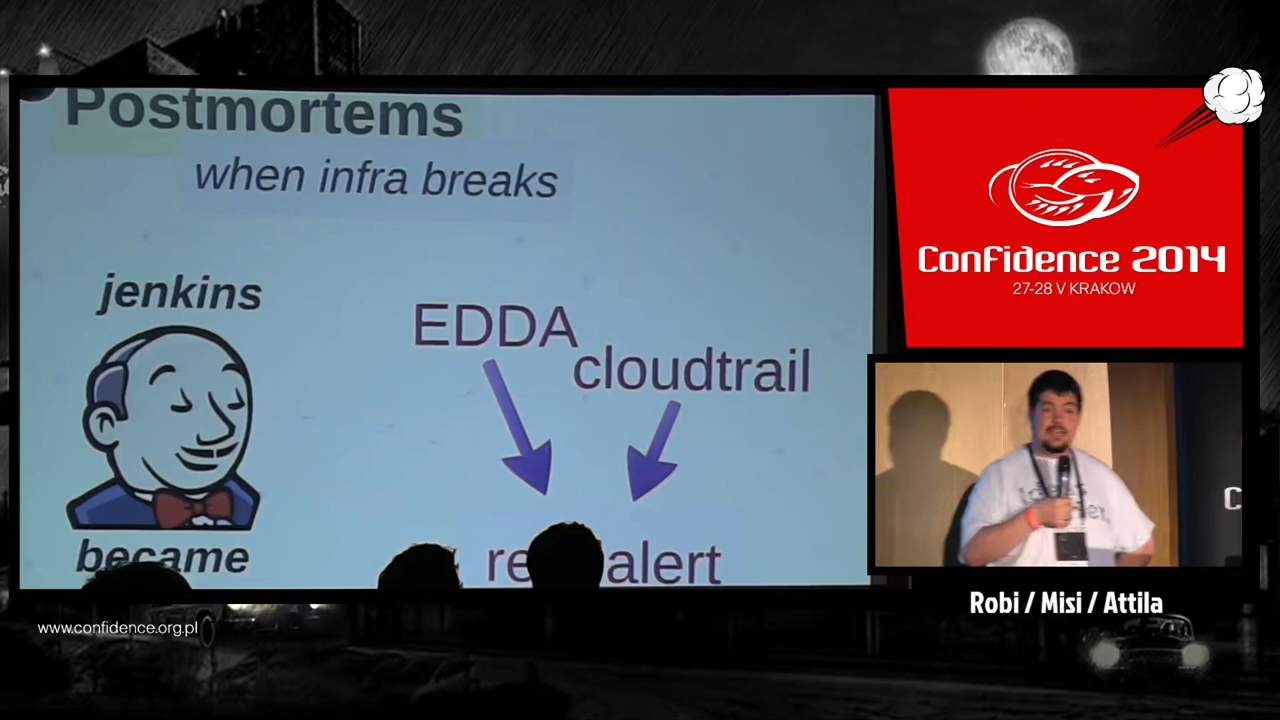 Postmortems
when infra breaks
jenkins
EDDA
cloudtrail
became
alert
Confidence 2014
27-28 V KRAKOW
Robi / Misi / Attila
www.confidence.org.pl